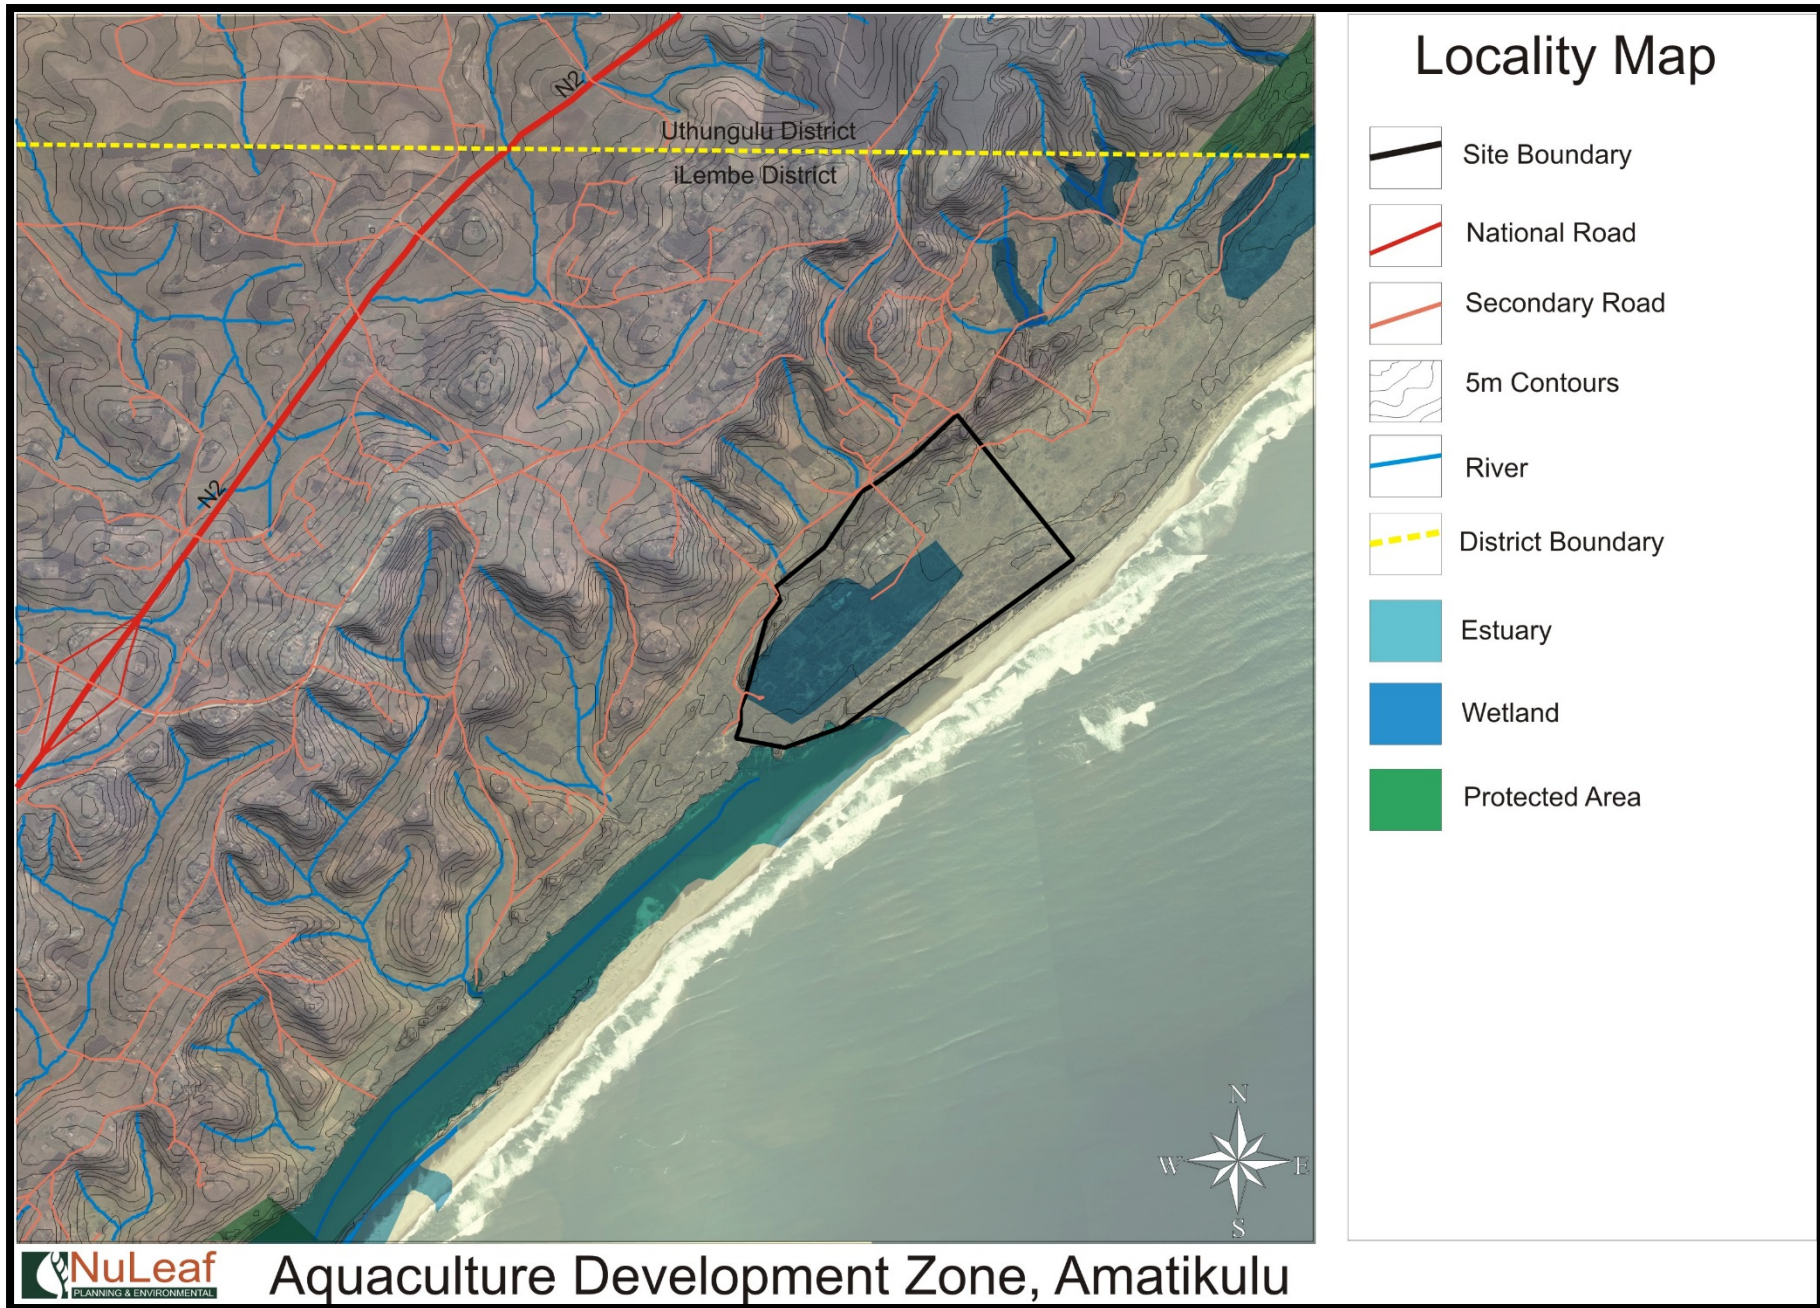 Locality Map
N2
Uthungulu District
iLembe District
N2
Site Boundary
National Road
Secondary Road
5m Contours
River
District Boundary
Estuary
Wetland
Protected Area
N
W
E
S
NuLeaf
PLANNING & ENVIRONMENTAL
Aquaculture Development Zone, Amatikulu